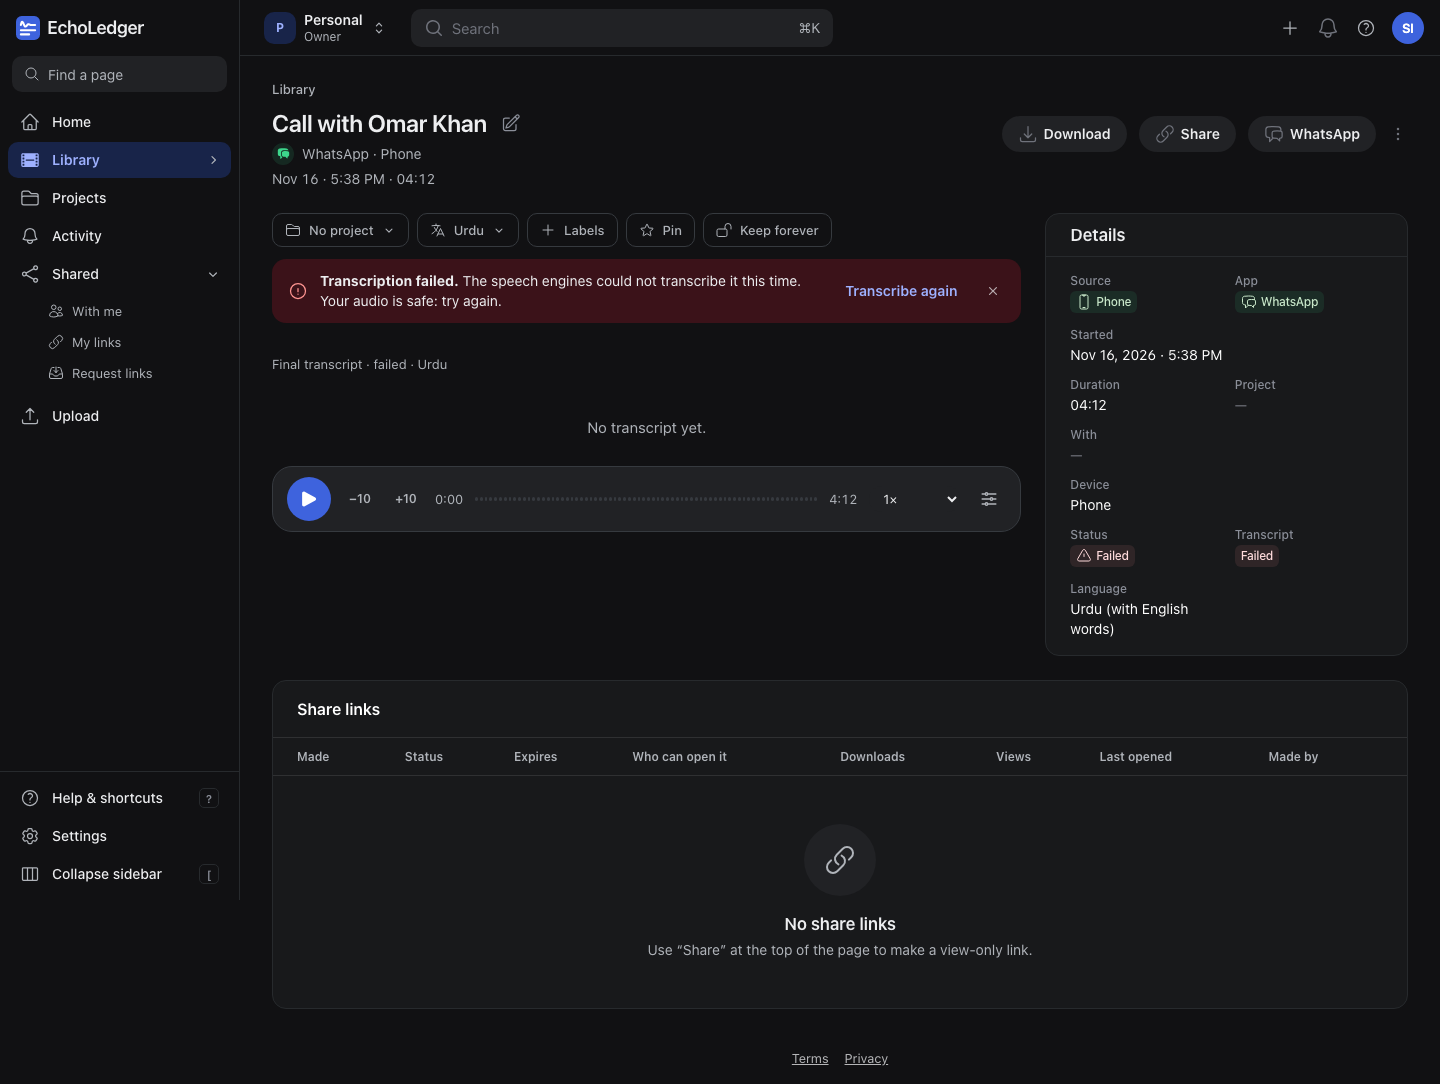 EchoLedger
Find a page
Home
Library
Projects
Activity
Shared
With me
My links
Request links
Upload
Help & shortcuts ?
Settings
Collapse sidebar [
P
Personal
Owner
Search ⌘K
SI
Library
Call with Omar Khan
WhatsApp · Phone
Nov 16 · 5:38 PM · 04:12
Download
Share
WhatsApp
No project
Urdu
Labels
Pin
Keep forever
Transcription failed. The speech engines could not transcribe it this time.
Your audio is safe: try again.
Transcribe again
Final transcript · failed · Urdu
No transcript yet.
−10 +10 0:00 4:12 1×
Details
Source App
Phone WhatsApp
Started
Nov 16, 2026 · 5:38 PM
Duration Project
04:12 —
With
—
Device
Phone
Status Transcript
Failed Failed
Language
Urdu (with English
words)
Share links
Made Status Expires Who can open it Downloads Views Last opened Made by
No share links
Use “Share” at the top of the page to make a view-only link.
Terms Privacy